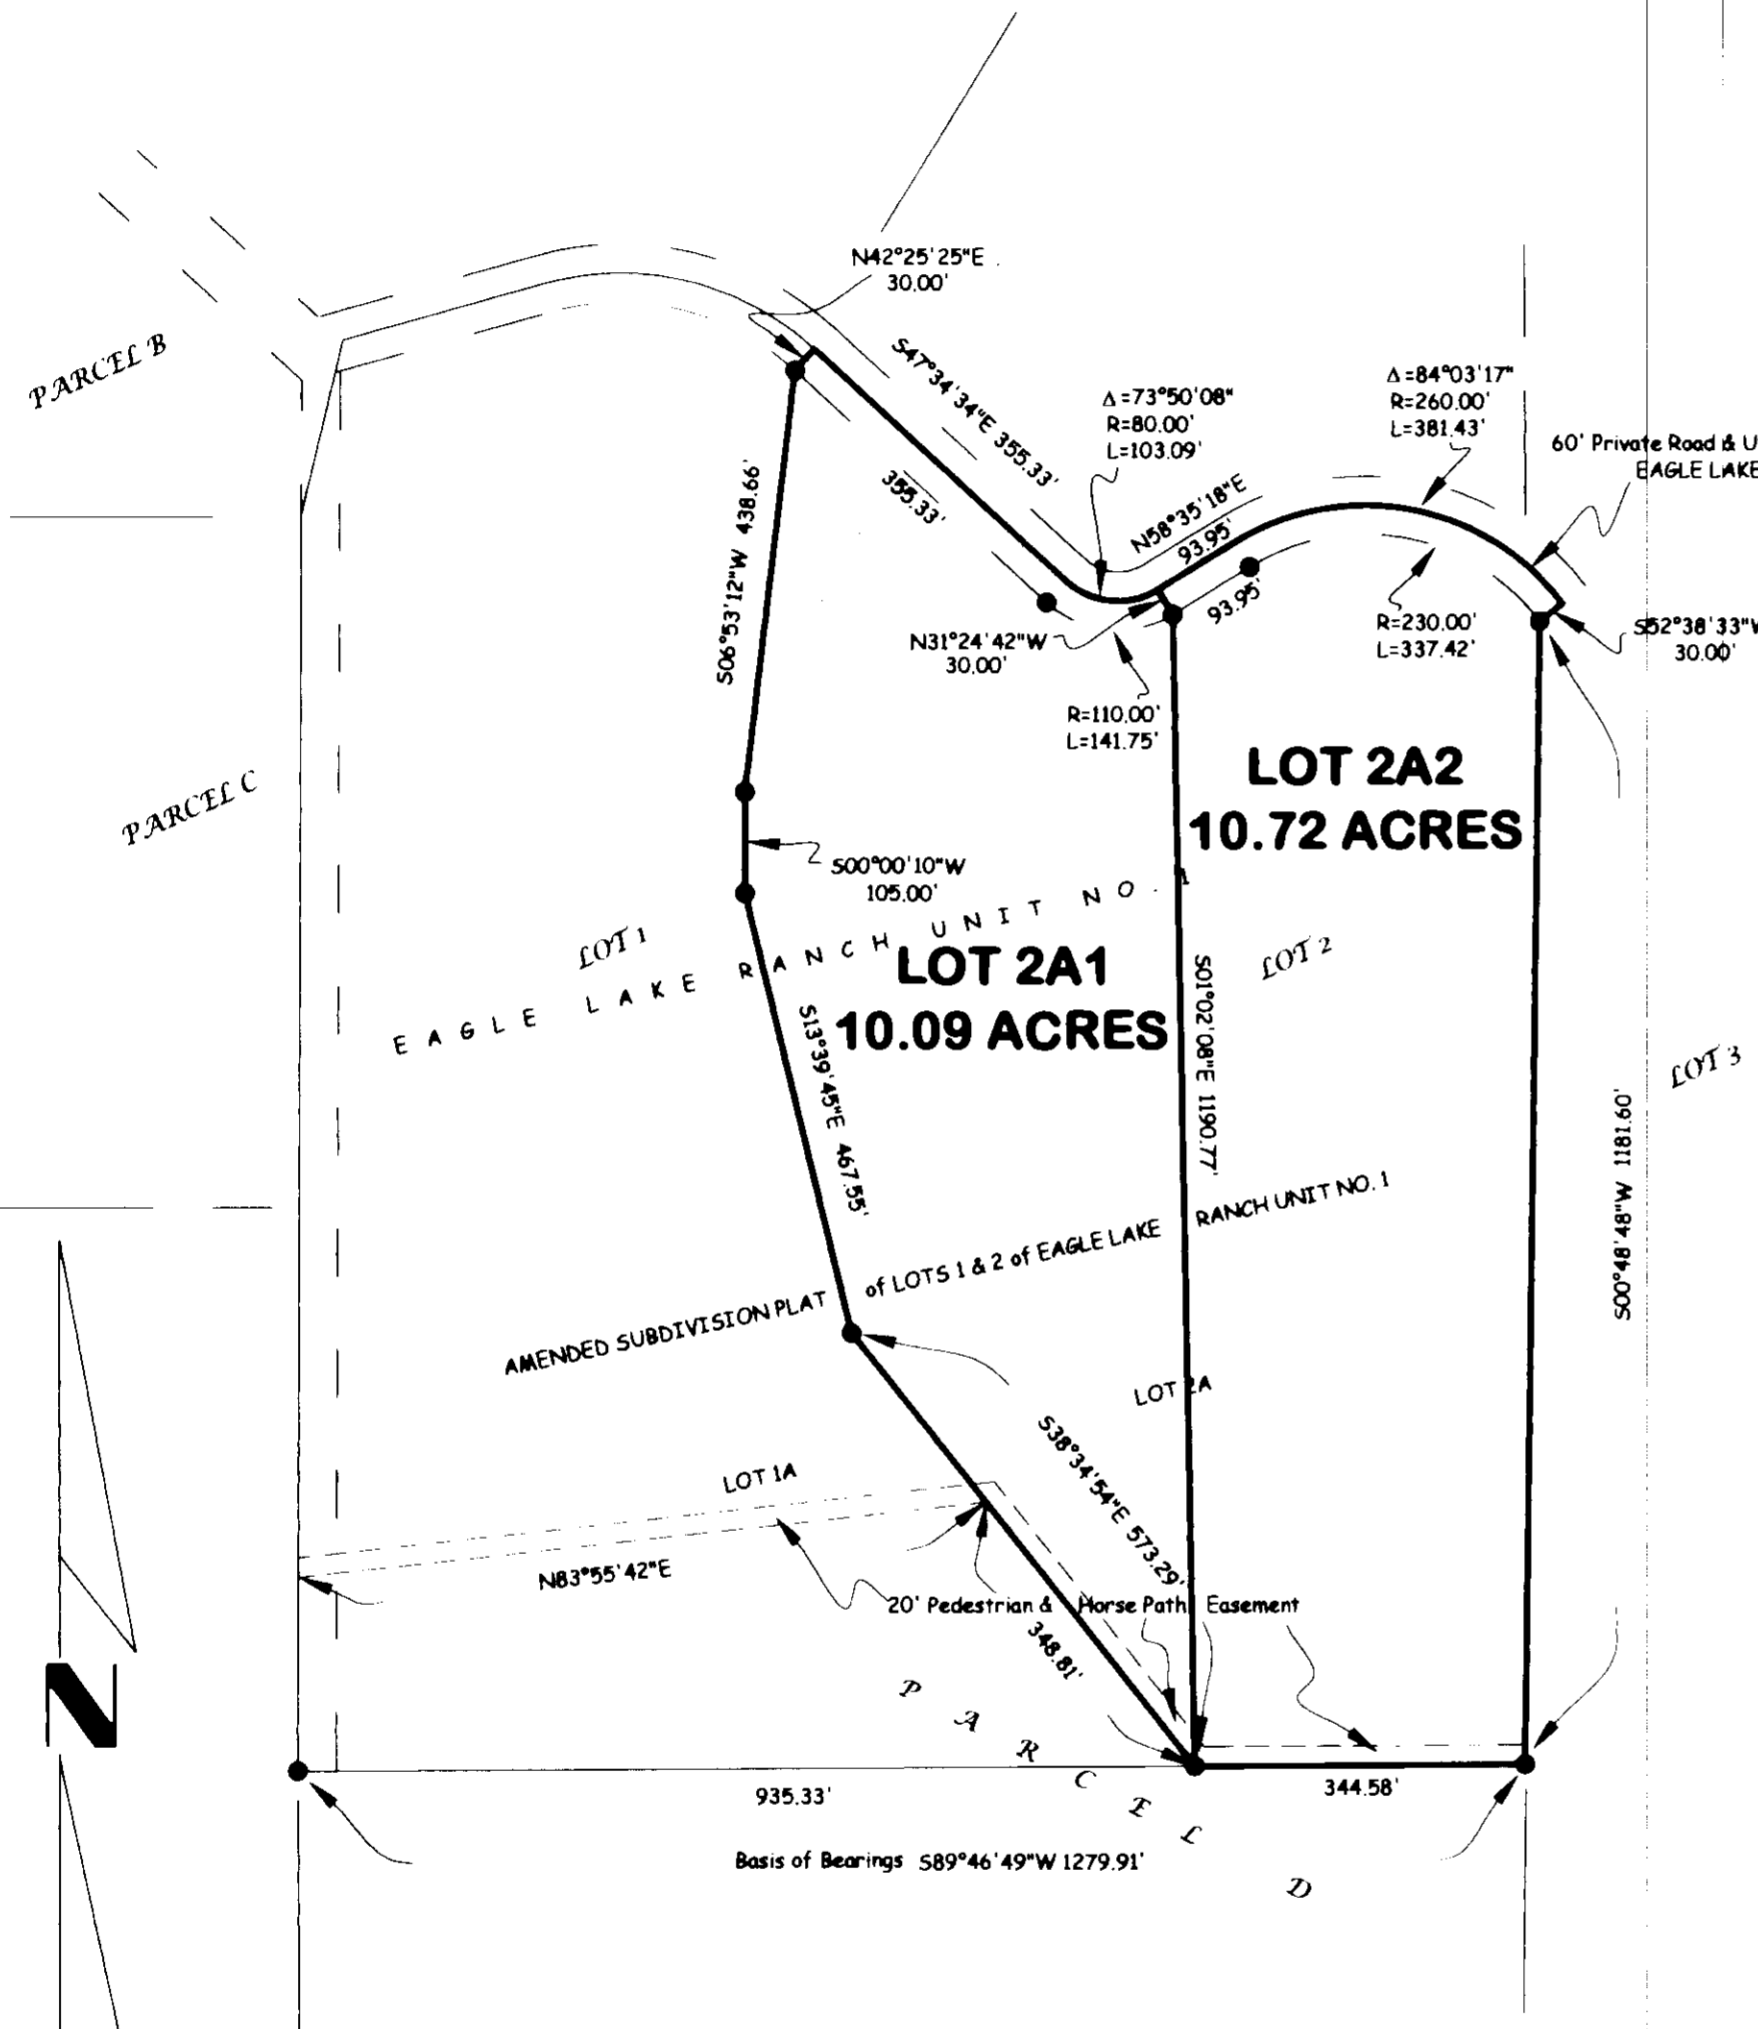 N42°25'25"E
30.00'
PARCEL B
S47°34'34"E 355.33'
355.33'
Δ=73°50'08"
R=80.00'
L=103.09'
Δ=84°03'17"
R=260.00'
L=381.43'
60' Private Road & U
EAGLE LAKE
N58°35'18"E
93.95'
93.95'
S06°53'12"W 438.66'
N31°24'42"W
30.00'
R=230.00'
L=337.42'
S52°38'33"W
30.00'
R=110.00'
L=141.75'
LOT 2A2
10.72 ACRES
PARCEL C
S00°00'10"W
105.00'
EAGLE LAKE RANCH UNIT NO. 1
LOT 1
LOT 2A1
10.09 ACRES
LOT 2
LOT 3
S13°39'45"E 467.55'
S01°02'08"E 1190.77'
S00°48'48"W 1181.60'
AMENDED SUBDIVISION PLAT of LOTS 1 & 2 of EAGLE LAKE RANCH UNIT NO. 1
LOT 2A
S38°34'54"E 573.29'
LOT 1A
N83°55'42"E
20' Pedestrian & Horse Path Easement
348.81'
PARCEL D
N
935.33'
344.58'
Basis of Bearings S89°46'49"W 1279.91'